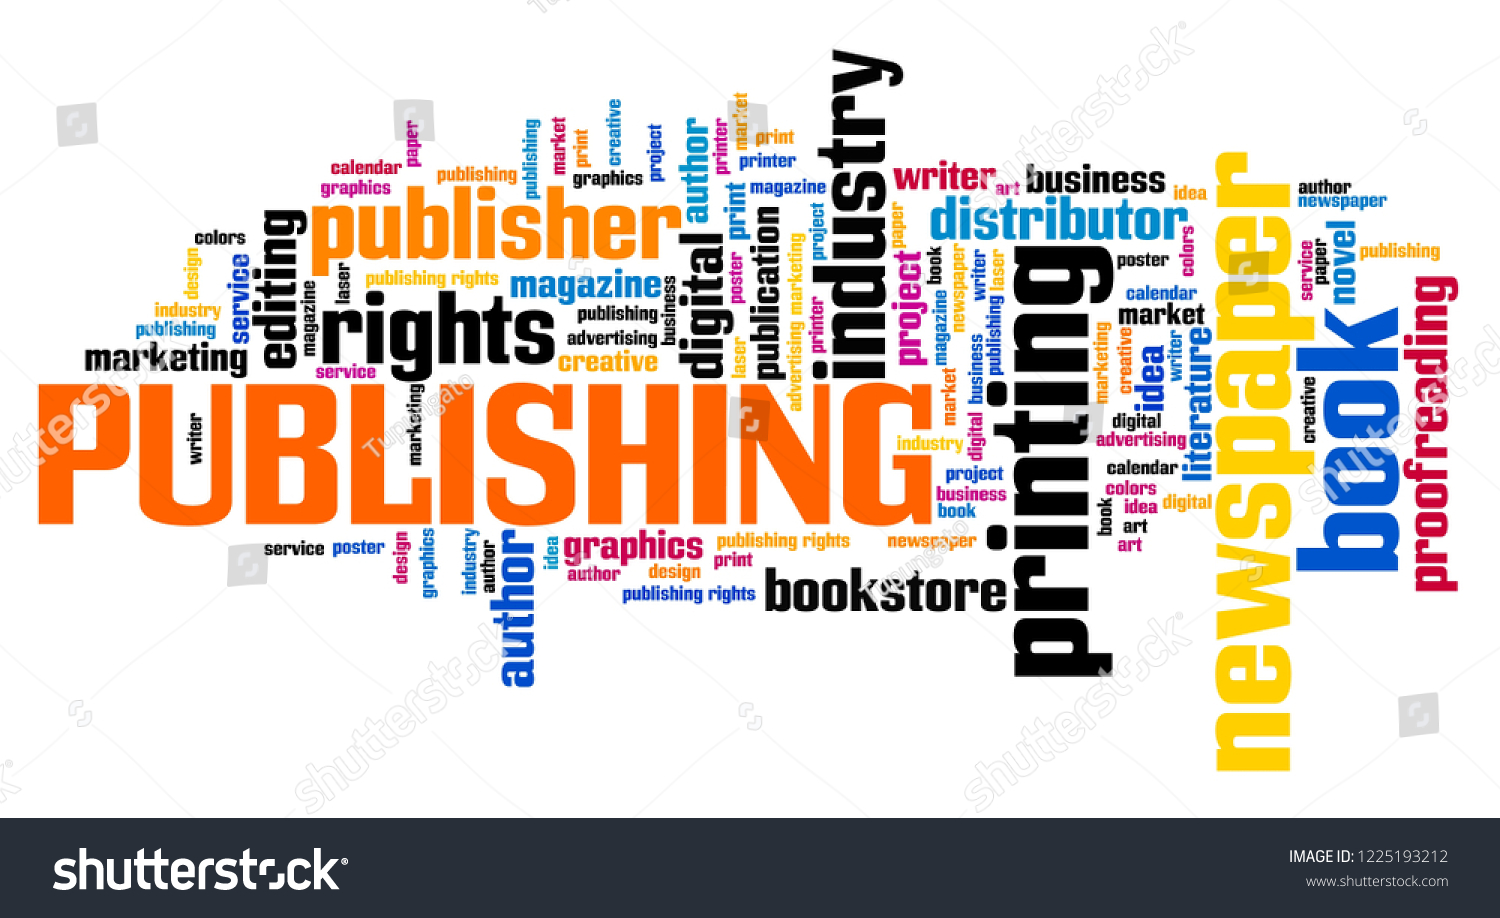 paper
calendar
graphics
publishing
publishing
market
print
creative
project
graphics
author
printer
market
print
printer
magazine
print
industry
writer
art
business
idea
distributor
author
newspaper
newspaper
publisher
colors
editing
design
service
laser
publishing rights
magazine
industry
publishing
marketing
magazine
rights
service
publishing
advertising
creative
business
digital
poster
publication
laser
advertising
marketing
project
printer
paper
project
book
magazine
newspaper
writer
laser
publishing
business
market
printing
poster
colors
calendar
market
marketing
creative
idea
writer
literature
service
paper
novel
publishing
creative
book
proofreading
PUBLISHING
writer
marketing
industry
digital
project
business
book
digital
advertising
calendar
colors
idea
digital
book
art
art
service
poster
design
graphics
industry
author
author
idea
graphics
author
publishing rights
design
print
newspaper
publishing rights
bookstore
shutterstock
Tupungato
Tupungato
shutterstock
IMAGE ID: 1225193212
www.shutterstock.com